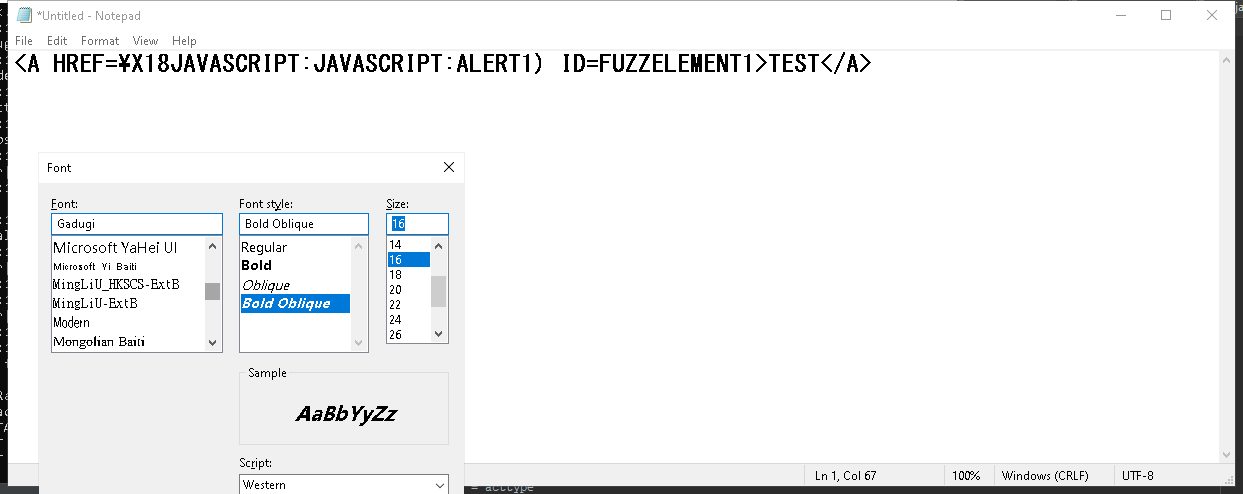 *Untitled - Notepad
File Edit Format View Help
<A HREF=¥X18JAVASCRIPT:JAVASCRIPT:ALERT1) ID=FUZZELEMENT1>TEST</A>
Font
Font: Font style: Size:
Gadugi Bold Oblique 16
Microsoft YaHei UI
Microsoft Yi Baiti
MingLiU_HKSCS-ExtB
MingLiU-ExtB
Modern
Mongolian Baiti
Regular
Bold
Oblique
Bold Oblique
14
16
18
20
22
24
26
Sample
AaBbYyZz
Script:
Western
Ln 1, Col 67 100% Windows (CRLF) UTF-8
= acctype